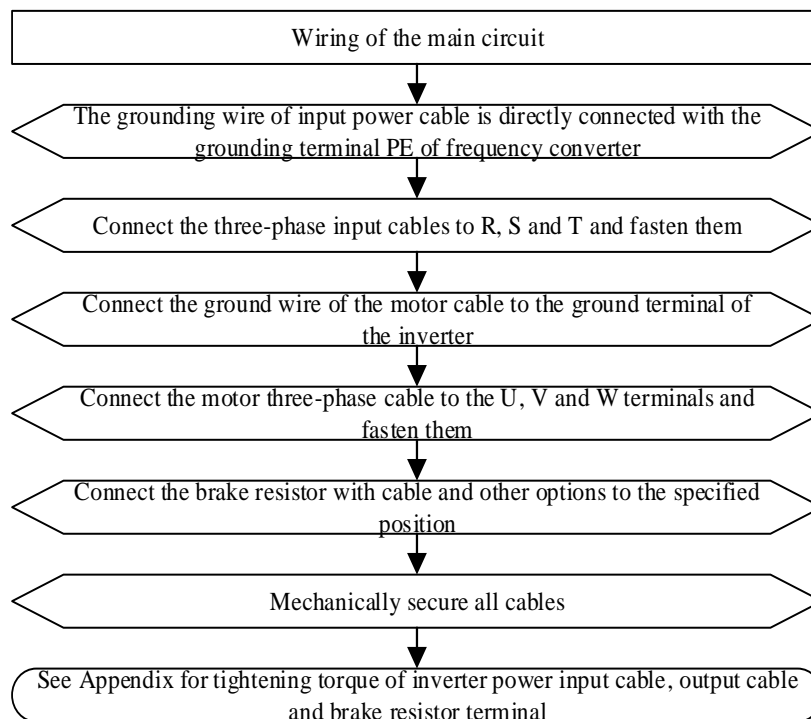 Wiring of the main circuit
The grounding wire of input power cable is directly connected with the
grounding terminal PE of frequency converter
Connect the three-phase input cables to R, S and T and fasten them
Connect the ground wire of the motor cable to the ground terminal of
the inverter
Connect the motor three-phase cable to the U, V and W terminals and
fasten them
Connect the brake resistor with cable and other options to the specified
position
Mechanically secure all cables
See Appendix for tightening torque of inverter power input cable, output cable
and brake resistor terminal